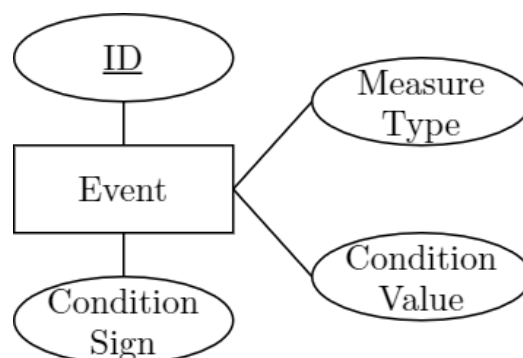 ID
Measure
Type
Event
Condition
Value
Condition
Sign